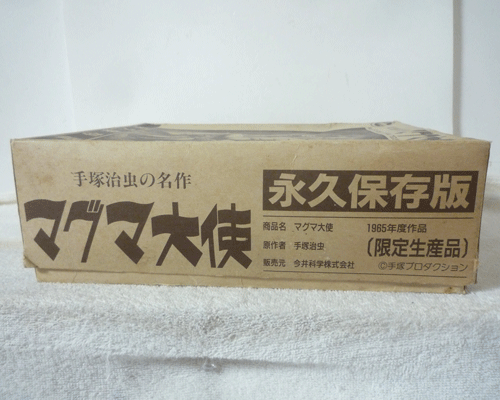 手塚治虫の名作
マグマ大使
永久保存版
商品名 マグマ大使
1965年度作品
原作者 手塚治虫
(限定生産品)
販売元 今井科学株式会社
©手塚プロダクション